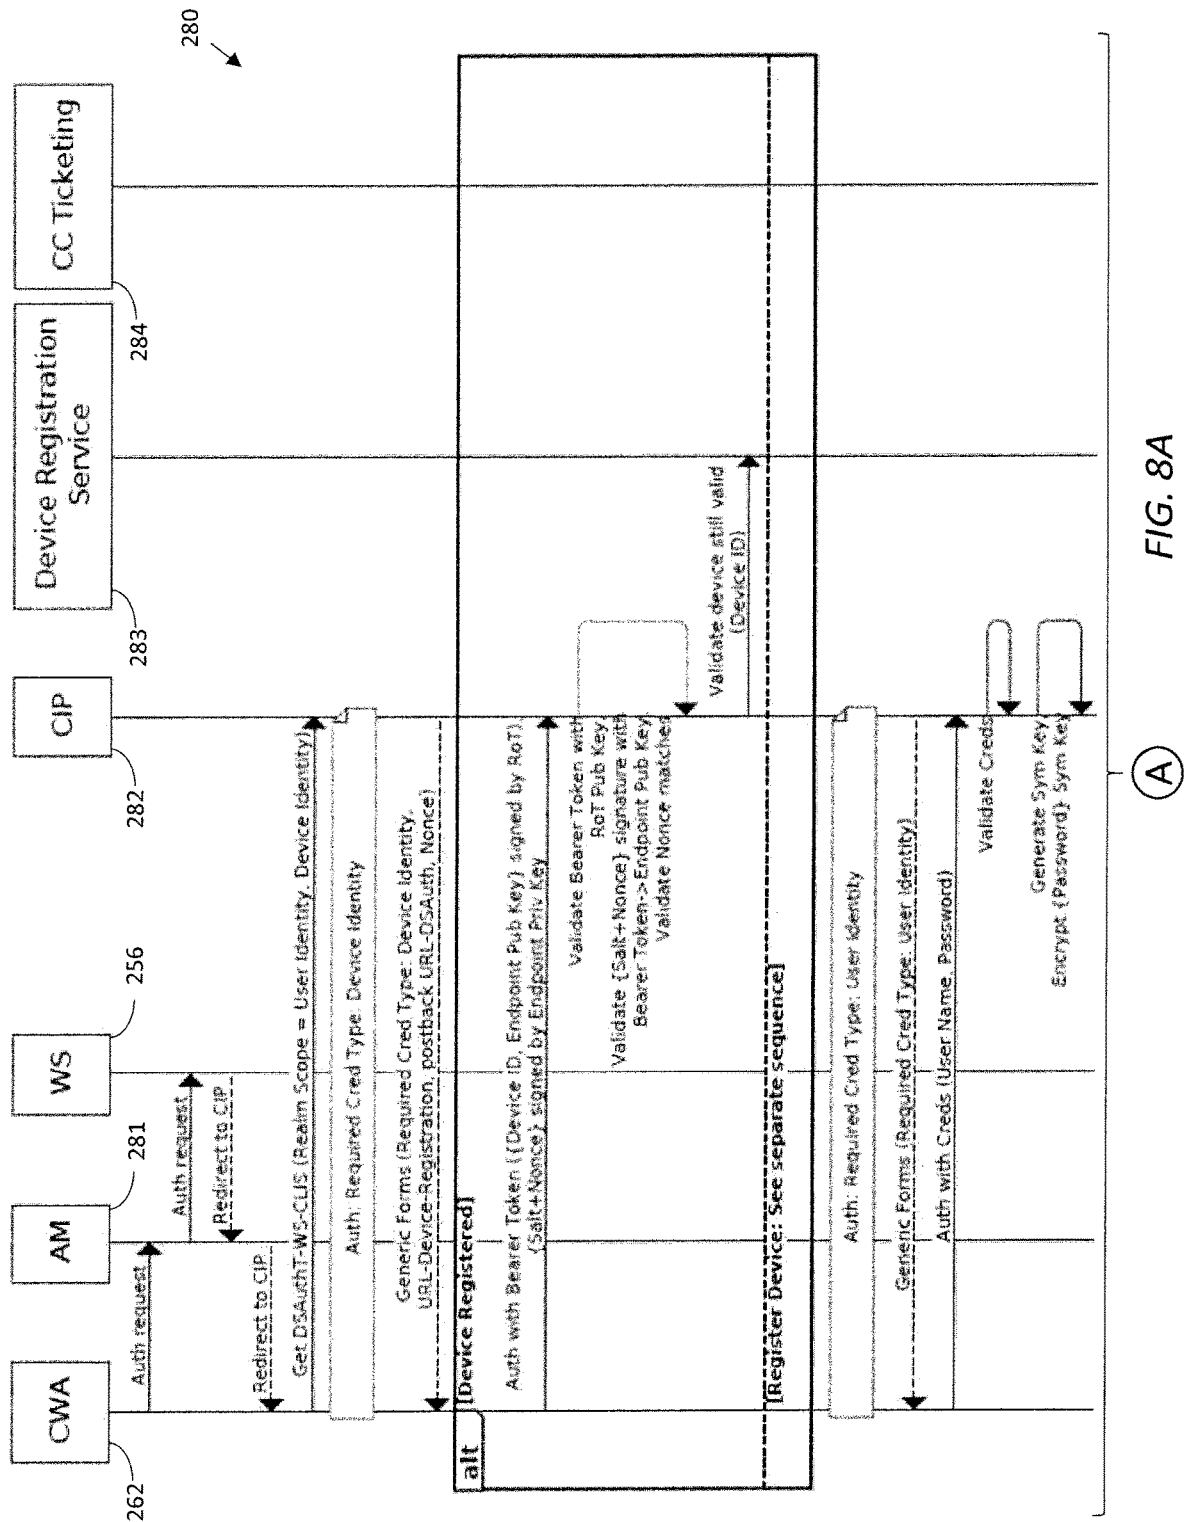 280
CWA
AM
WS
CIP
Device Registration
Service
CC Ticketing
262
281
256
282
283
284
Auth request
Auth request
Redirect to CIP
Redirect to CIP
Get DSAuthT-WS-CLIS (Realm Scope = User Identity, Device Identity)
Auth: Required Cred Type: Device Identity
Generic Forms (Required Cred Type: Device Identity,
URL-Device-Registration, postback URL-DSAuth, Nonce)
alt
[Device Registered]
Auth with Bearer Token ({Device ID, Endpoint Pub Key} signed by RoT),
{Salt+Nonce} signed by Endpoint Priv Key
Validate Bearer Token with
RoT Pub Key,
Validate {Salt+Nonce} signature with
Bearer Token->Endpoint Pub Key,
Validate Nonce matches
Validate device still valid
(Device ID)
[Register Device: See separate sequence]
Auth: Required Cred Type: User Identity
Generic Forms (Required Cred Type: User Identity)
Auth with Creds (User Name, Password)
Validate Creds
Generate Sym Key,
Encrypt {Password} Sym Key
A
FIG. 8A